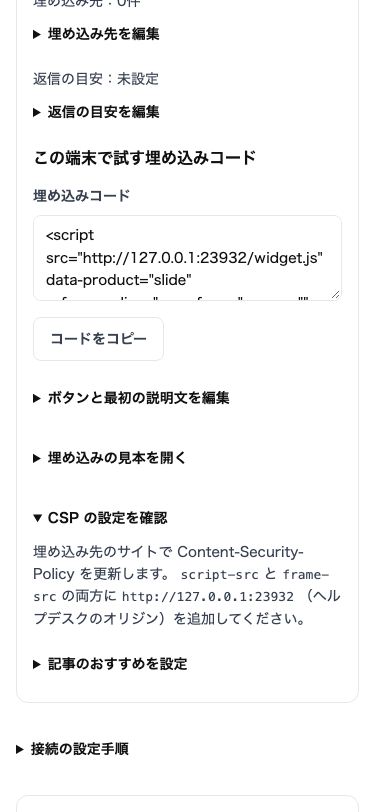 埋め込み先：0件
▶ 埋め込み先を編集
返信の目安：未設定
▶ 返信の目安を編集
この端末で試す埋め込みコード
埋め込みコード
<script
src="http://127.0.0.1:23932/widget.js"
data-product="slide"
コードをコピー
▶ ボタンと最初の説明文を編集
▶ 埋め込みの見本を開く
▼ CSP の設定を確認
埋め込み先のサイトで Content-Security-
Policy を更新します。 script-src と frame-
src の両方に http://127.0.0.1:23932 （ヘル
プデスクのオリジン）を追加してください。
▶ 記事のおすすめを設定
▶ 接続の設定手順